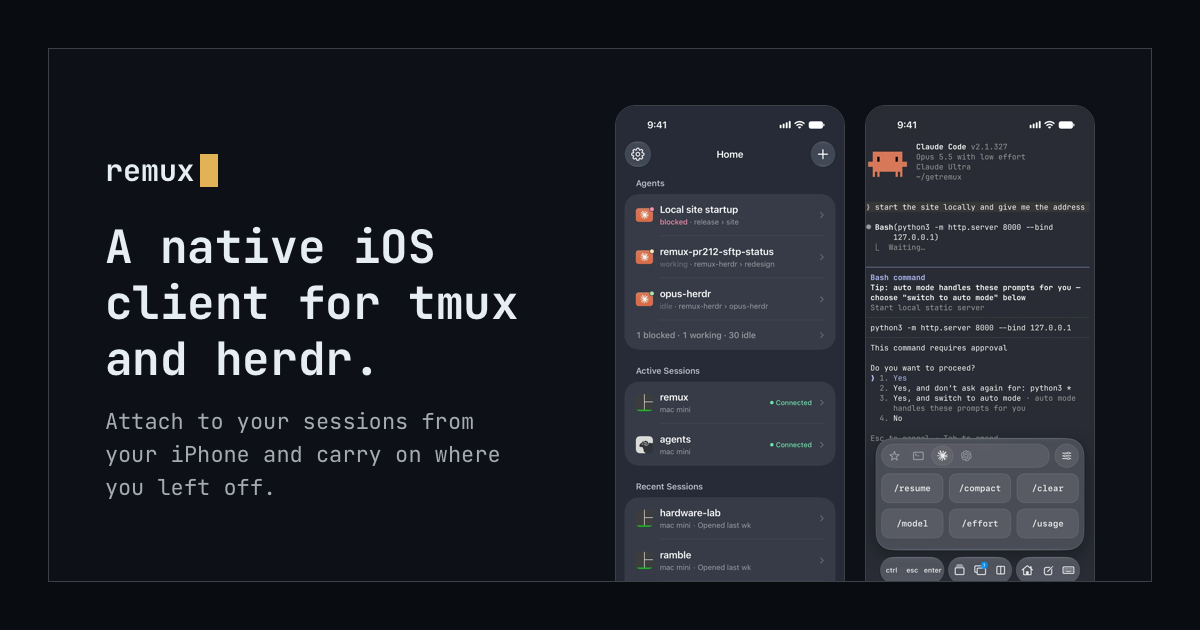 remux
A native iOS
client for tmux
and herdr.
Attach to your sessions from
your iPhone and carry on where
you left off.
9:41
Home
Agents
Local site startup
blocked · release › site
remux-pr212-sftp-status
working · remux-herdr › redesign
opus-herdr
idle · remux-herdr › opus-herdr
1 blocked · 1 working · 30 idle
Active Sessions
remux
mac mini
Connected
agents
mac mini
Connected
Recent Sessions
hardware-lab
mac mini · Opened last wk
ramble
mac mini · Opened last wk
9:41
Claude Code v2.1.327
Opus 5.5 with low effort
Claude Ultra
~/getremux
❯ start the site locally and give me the address
Bash(python3 -m http.server 8000 --bind
127.0.0.1)
Waiting…
Bash command
Tip: auto mode handles these prompts for you —
choose "switch to auto mode" below
Start local static server
python3 -m http.server 8000 --bind 127.0.0.1
This command requires approval
Do you want to proceed?
❯ 1. Yes
2. Yes, and don't ask again for: python3 *
3. Yes, and switch to auto mode · auto mode
handles these prompts for you
4. No
Esc to cancel · Tab to amend
/resume /compact /clear
/model /effort /usage
ctrl esc enter
1